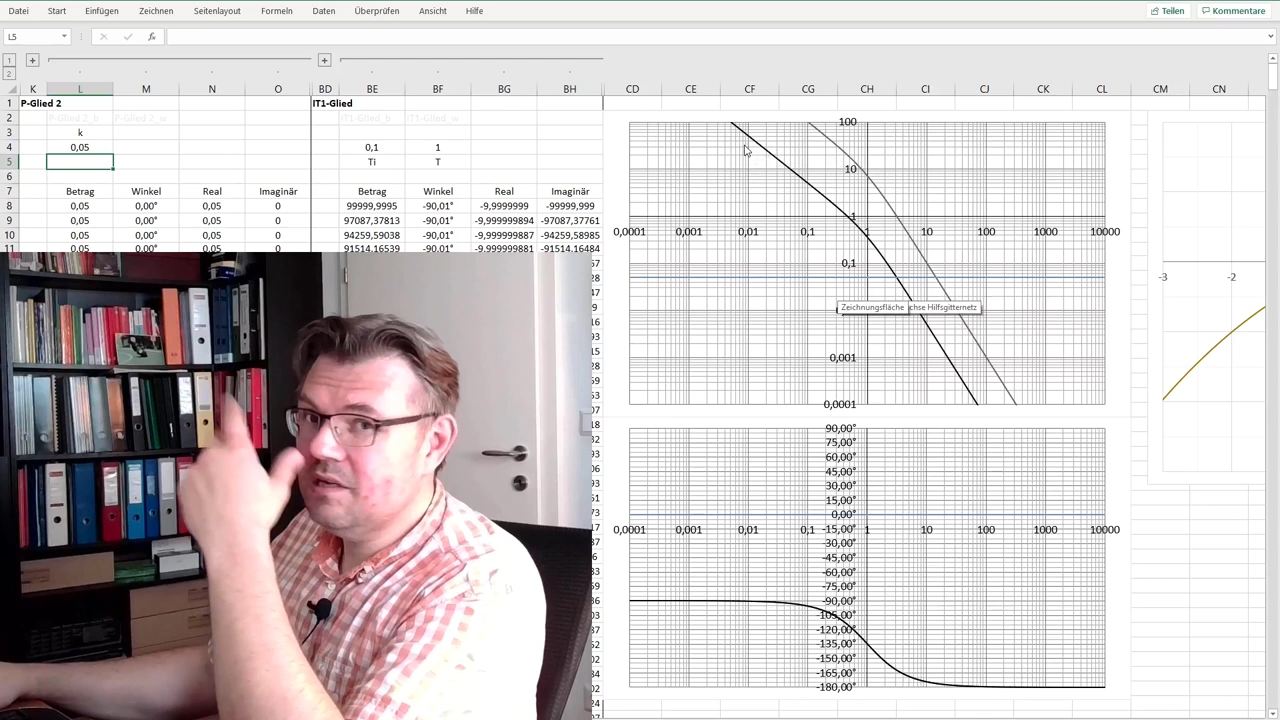 Datei Start Einfügen Zeichnen Seitenlayout Formeln Daten Überprüfen Ansicht Hilfe Teilen Kommentare
L5 fx
1
2
K L M N O BD BE BF BG BH CD CE CF CG CH CI CJ CK CL CM CN
1 P-Glied 2 IT1-Glied
2 P-Glied 2_b P-Glied 2_w IT1-Glied_b IT1-Glied_w
3 k
4 0,05 0,1 1
5 Ti T
6
7 Betrag Winkel Real Imaginär Betrag Winkel Real Imaginär
8 0,05 0,00° 0,05 0 99999,9995 -90,01° -9,9999999 -99999,999
9 0,05 0,00° 0,05 0 97087,37813 -90,01° -9,999999894 -97087,37761
10 0,05 0,00° 0,05 0 94259,59038 -90,01° -9,999999887 -94259,58985
11 0,05 0,00° 0,05 0 91514,16539 -90,01° -9,999999881 -91514,16484
100
10
1
0,0001 0,001 0,01 0,1 1 10 100 1000 10000
0,1
Zeichnungsfläche chse Hilfsgitternetz
0,001
0,0001
-3 -2
90,00°
75,00°
60,00°
45,00°
30,00°
15,00°
0,00°
0,0001 0,001 0,01 0,1 1 10 100 1000 10000
-15,00°
-30,00°
-45,00°
-60,00°
-75,00°
-90,00°
-105,00°
-120,00°
-135,00°
-150,00°
-165,00°
-180,00°